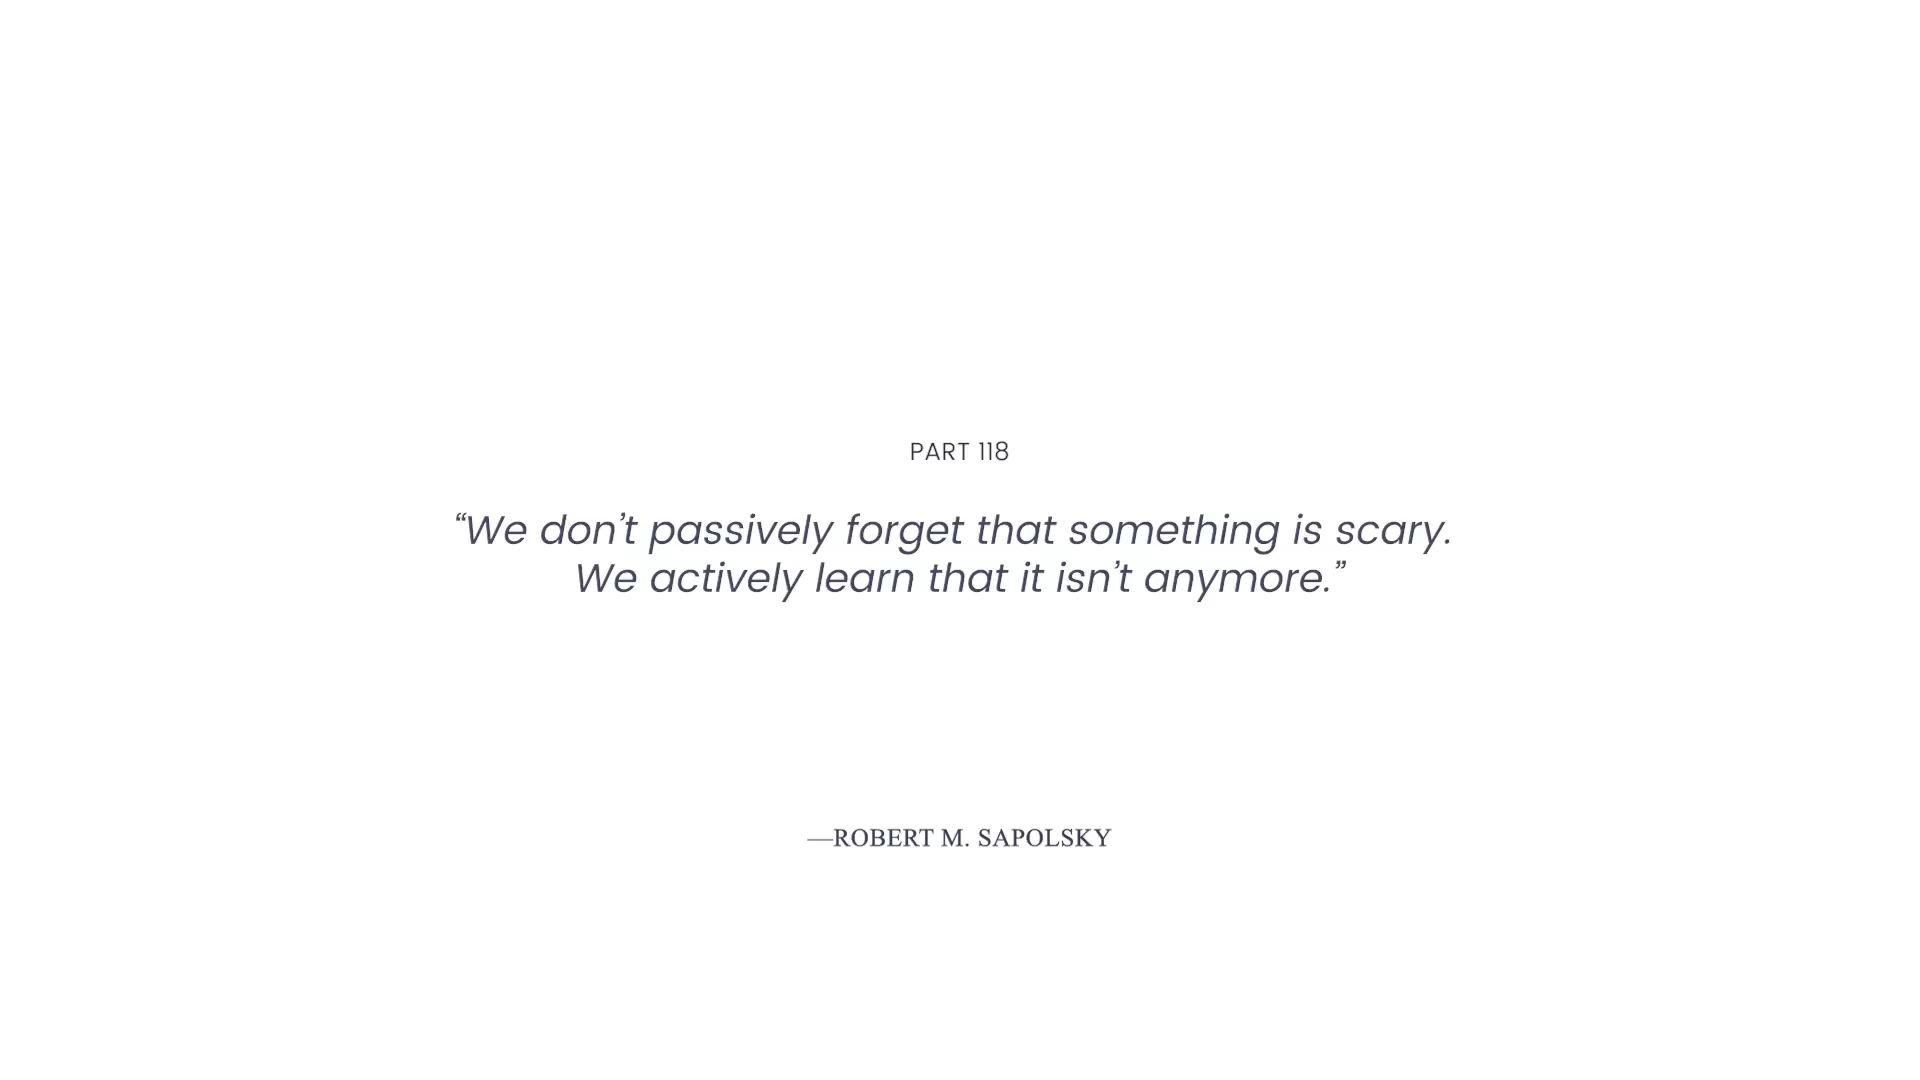 PART 118
“We don’t passively forget that something is scary.
We actively learn that it isn’t anymore.”
—ROBERT M. SAPOLSKY